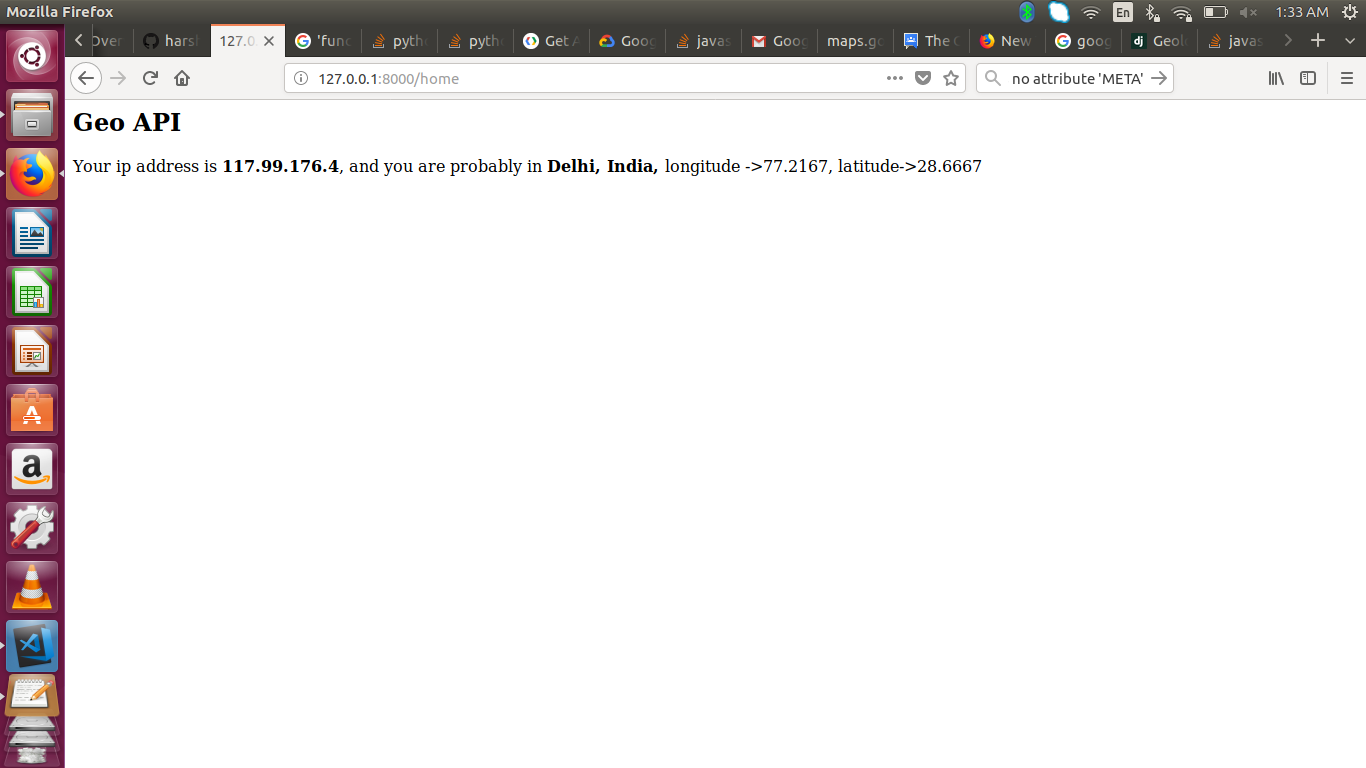 Mozilla Firefox En 1:33 AM
Over harsh 127.0. 'func pytho pytho Get A Goog javas Goog maps.go The G New goog dj Geol javas
127.0.0.1:8000/home no attribute 'META'
Geo API
Your ip address is 117.99.176.4, and you are probably in Delhi, India, longitude ->77.2167, latitude->28.6667